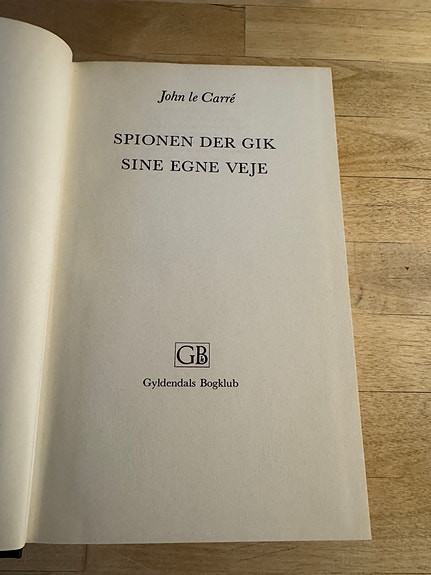 John le Carré
SPIONEN DER GIK
SINE EGNE VEJE
GB
Gyldendals Bogklub